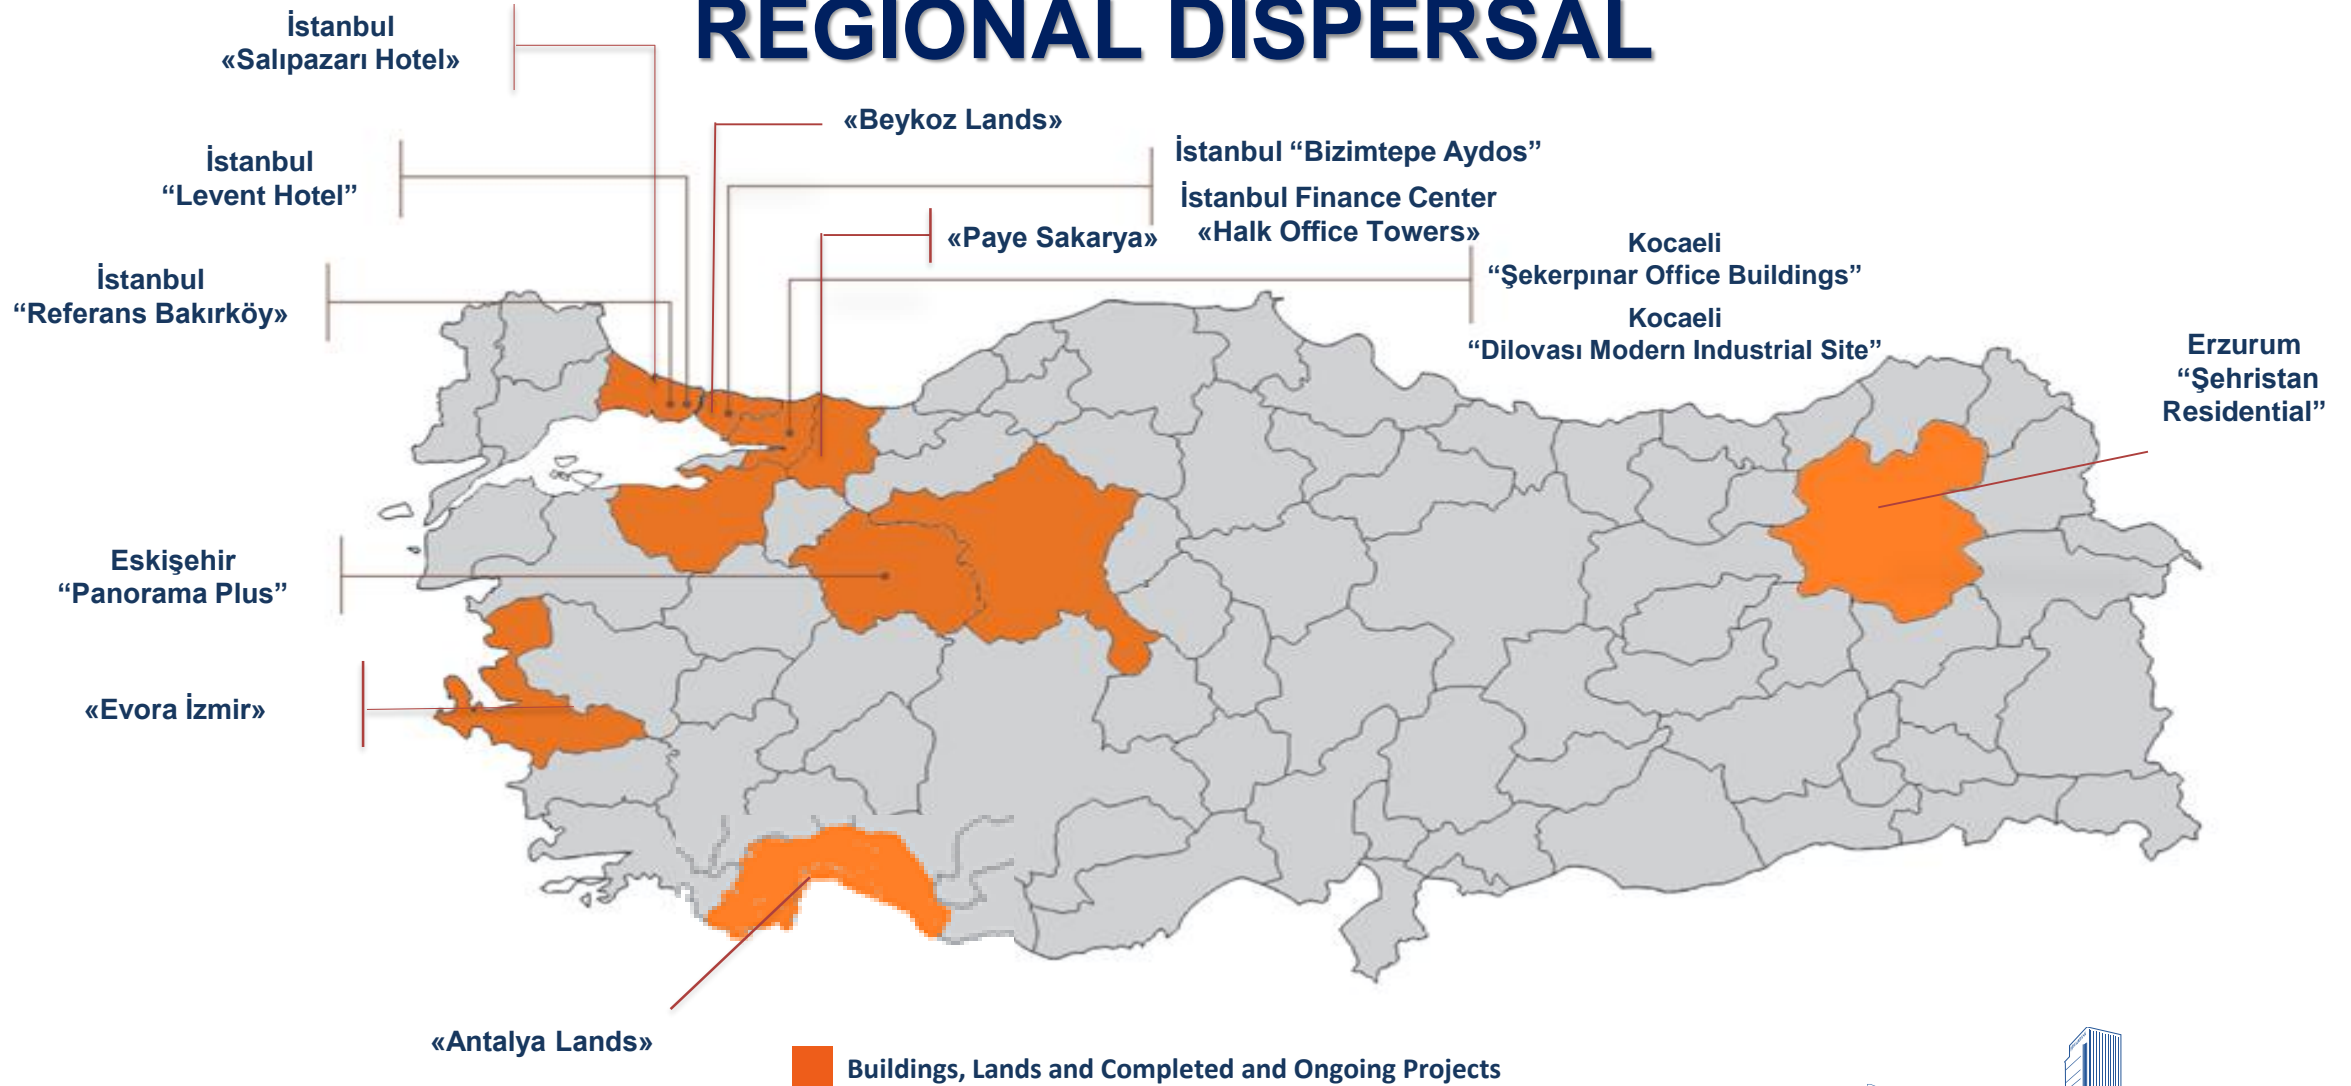 REGIONAL DISPERSAL
İstanbul
«Salıpazarı Hotel»
«Beykoz Lands»
İstanbul
“Levent Hotel”
İstanbul “Bizimtepe Aydos”
İstanbul Finance Center
«Halk Office Towers»
«Paye Sakarya»
Kocaeli
“Şekerpınar Office Buildings”
Kocaeli
“Dilovası Modern Industrial Site”
İstanbul
“Referans Bakırköy»
Erzurum
“Şehristan
Residential”
Eskişehir
“Panorama Plus”
«Evora İzmir»
«Antalya Lands»
Buildings, Lands and Completed and Ongoing Projects